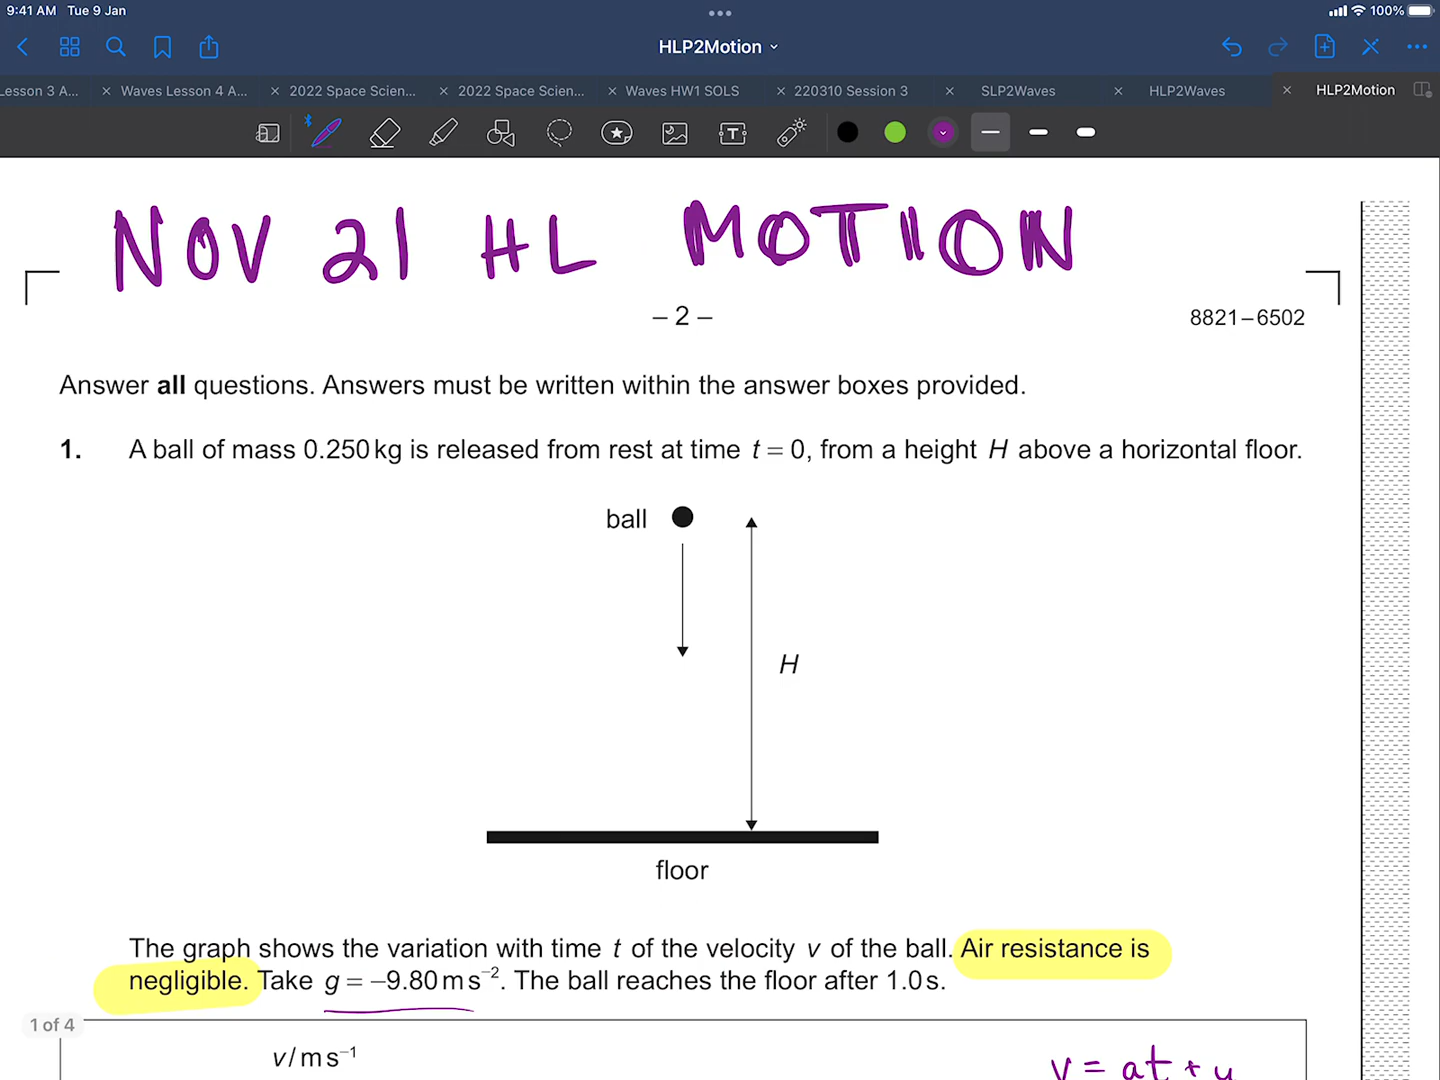 9:41 AM Tue 9 Jan
100%
HLP2Motion
Lesson 3 A...
Waves Lesson 4 A...
2022 Space Scien...
2022 Space Scien...
Waves HW1 SOLS
220310 Session 3
SLP2Waves
HLP2Waves
HLP2Motion
NOV 21 HL MOTION
– 2 –
8821–6502
Answer all questions. Answers must be written within the answer boxes provided.
1. A ball of mass 0.250 kg is released from rest at time t = 0, from a height H above a horizontal floor.
ball
H
floor
The graph shows the variation with time t of the velocity v of the ball. Air resistance is
negligible. Take g = −9.80 m s⁻². The ball reaches the floor after 1.0 s.
1 of 4
v/m s⁻¹
v = at + u